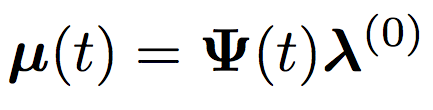 𝝁(t) = 𝚿(t)𝝀⁽⁰⁾